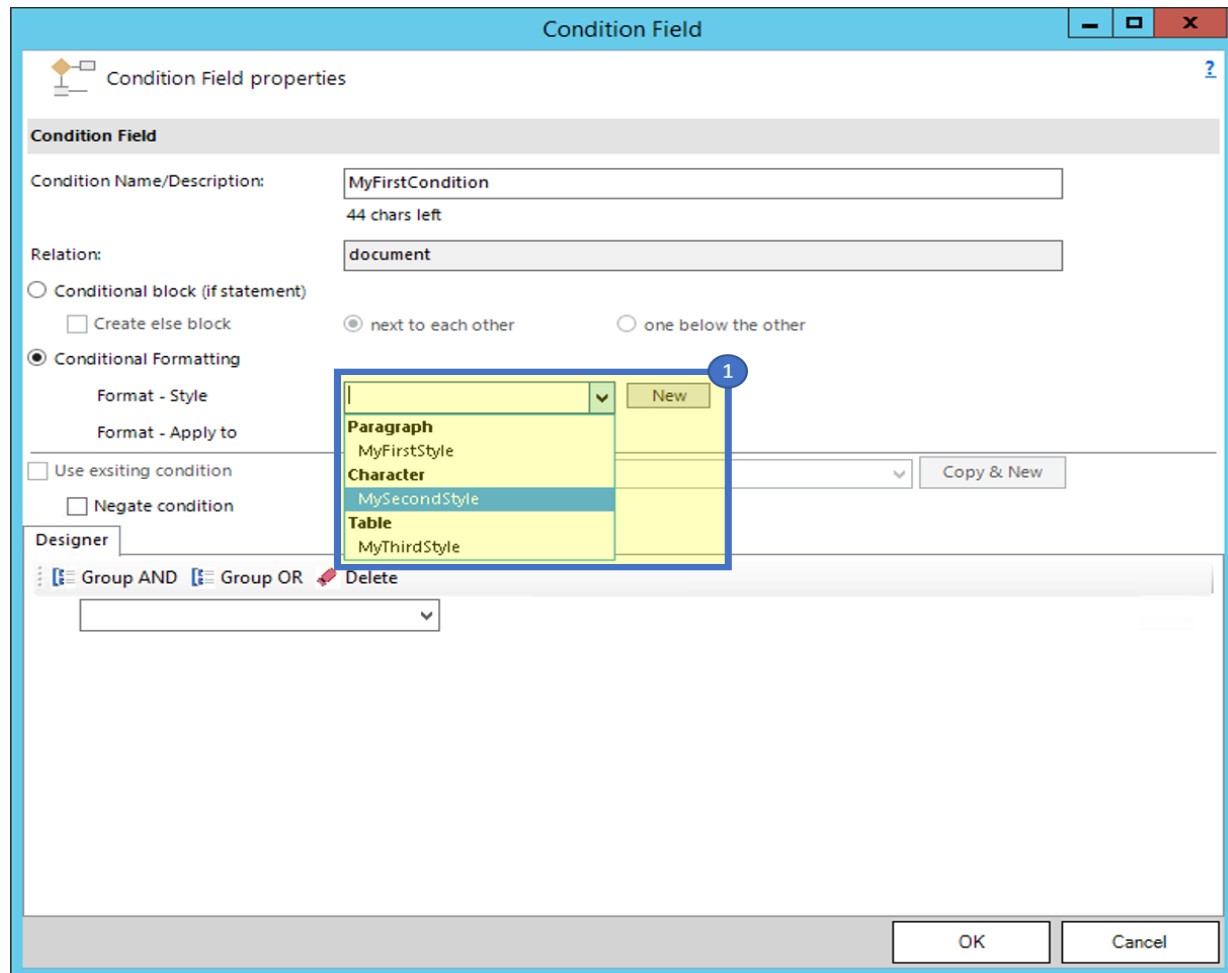 Condition Field
x
Condition Field properties
?
Condition Field
Condition Name/Description:
MyFirstCondition
44 chars left
Relation:
document
Conditional block (if statement)
Create else block
next to each other
one below the other
Conditional Formatting
1
Format - Style
New
Format - Apply to
Paragraph
MyFirstStyle
Use exsiting condition
Character
Copy & New
Negate condition
MySecondStyle
Table
Designer
MyThirdStyle
Group AND
Group OR
Delete
OK
Cancel